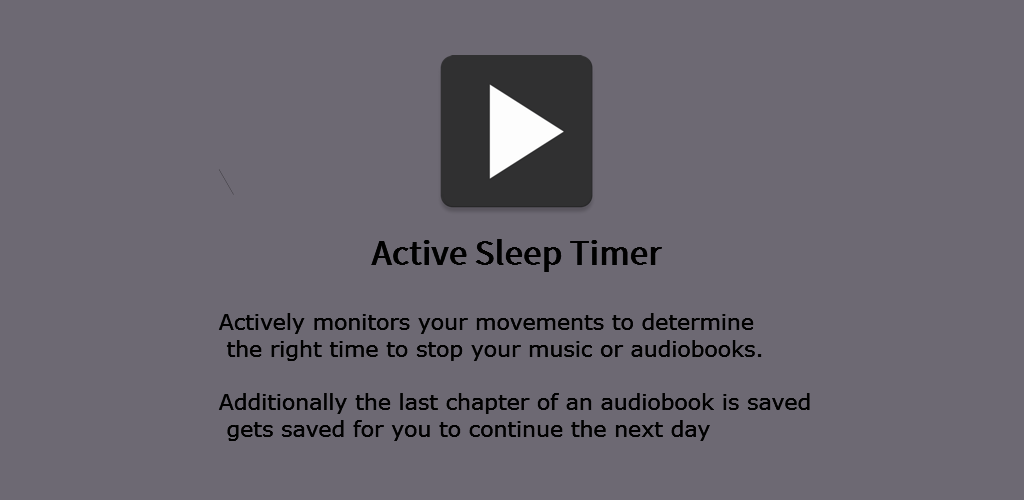 Active Sleep Timer
Actively monitors your movements to determine
the right time to stop your music or audiobooks.
Additionally the last chapter of an audiobook is saved
gets saved for you to continue the next day